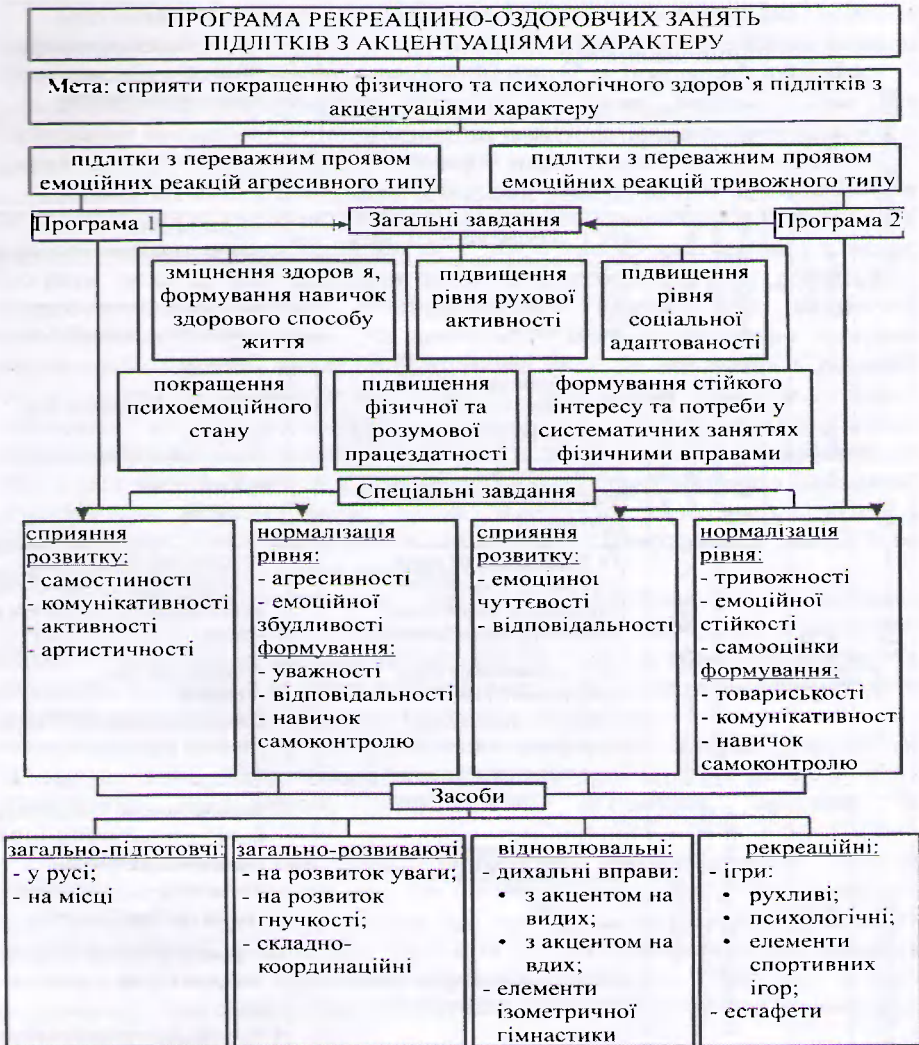 ПРОГРАМА РЕКРЕАЦІЙНО-ОЗДОРОВЧИХ ЗАНЯТЬ
ПІДЛІТКІВ З АКЦЕНТУАЦІЯМИ ХАРАКТЕРУ
Мета: сприяти покращенню фізичного та психологічного здоров`я підлітків з
акцентуаціями характеру
підлітки з переважним проявом
емоційних реакцій агресивного типу
підлітки з переважним проявом
емоційних реакцій тривожного типу
Програма 1
Загальні завдання
Програма 2
зміцнення здоров я,
формування навичок
здорового способу
життя
підвищення
рівня рухової
активності
підвищення
рівня
соціальної
адаптованості
покращення
психоемоційного
стану
підвищення
фізичної та
розумової
працездатності
формування стійкого
інтересу та потреби у
систематичних заняттях
фізичними вправами
Спеціальні завдання
сприяння
розвитку:
- самостійності
- комунікативності
- активності
- артистичності
нормалізація
рівня:
- агресивності
- емоційної
збудливості
формування:
- уважності
- відповідальності
- навичок
самоконтролю
сприяння
розвитку:
- емоційної
чуттєвості
- відповідальності
нормалізація
рівня:
- тривожності
- емоційної
стійкості
- самооцінки
формування:
- товариськості
- комунікативност
- навичок
самоконтролю
Засоби
загально-підготовчі:
- у русі;
- на місці
загально-розвиваючі:
- на розвиток уваги;
- на розвиток
гнучкості;
- складно-
координаційні
відновлювальні:
- дихальні вправи:
• з акцентом на
видих;
• з акцентом на
вдих;
- елементи
ізометричної
гімнастики
рекреаційні:
- ігри:
• рухливі;
• психологічні;
• елементи
спортивних
ігор;
- естафети